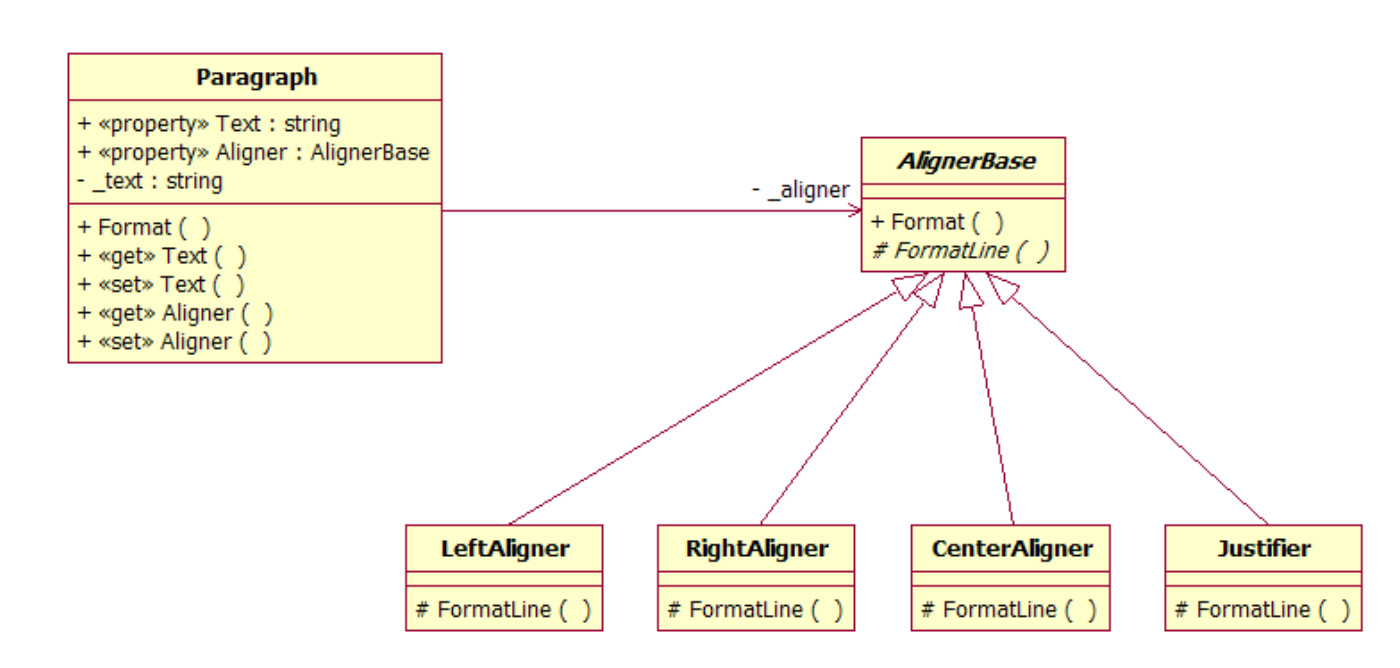 Paragraph
+ «property» Text : string
+ «property» Aligner : AlignerBase
- _text : string
+ Format (  )
+ «get» Text (  )
+ «set» Text (  )
+ «get» Aligner (  )
+ «set» Aligner (  )
- _aligner
AlignerBase
+ Format (  )
# FormatLine (  )
LeftAligner
# FormatLine (  )
RightAligner
# FormatLine (  )
CenterAligner
# FormatLine (  )
Justifier
# FormatLine (  )